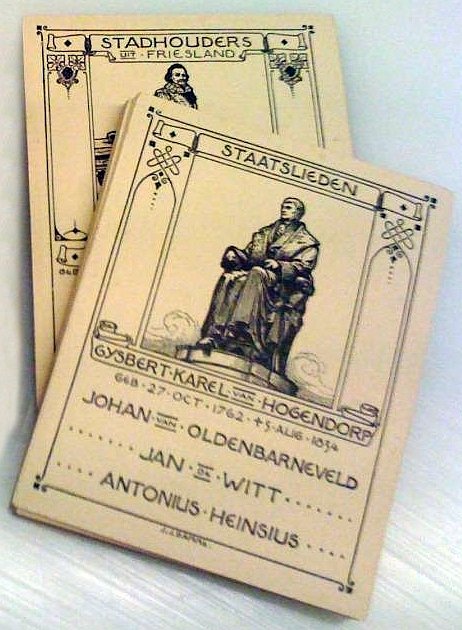 STADHOUDERS
UIT · FRIESLAND
STAATSLIEDEN
GYSBERT·KAREL VAN HOGENDORP
GEB·27·OCT·1762·†5·AUG·1834
JOHAN VAN OLDENBARNEVELD
........JAN DE WITT.......
.....ANTONIUS·HEINSIUS....